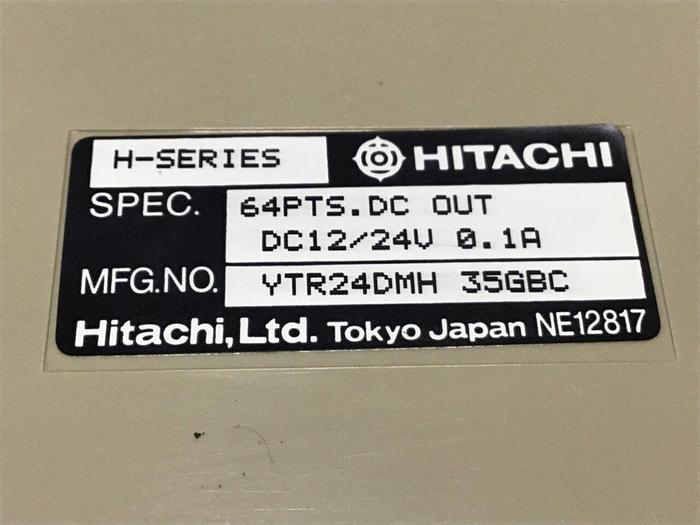 H-SERIES HITACHI
SPEC. 64PTS.DC OUT
DC12/24V 0.1A
MFG.NO. YTR24DMH 35GBC
Hitachi,Ltd. Tokyo Japan NE12817